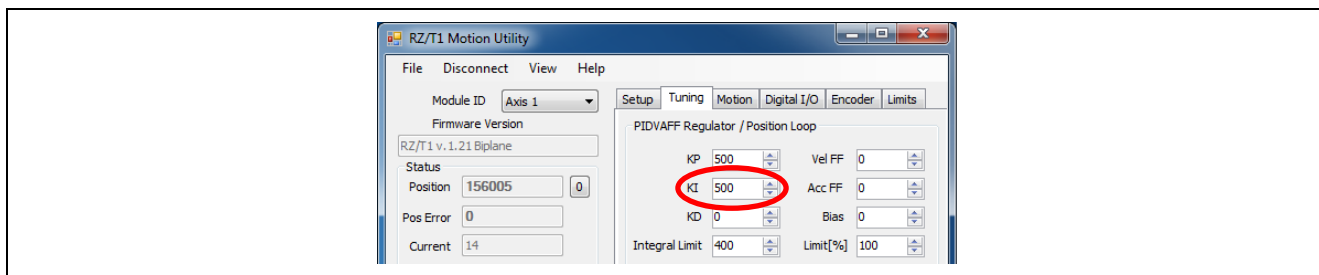 RZ/T1 Motion Utility
File Disconnect View Help
Module ID Axis 1
Firmware Version
RZ/T1 v.1.21 Biplane
Status
Position 156005 0
Pos Error 0
Current 14
Setup Tuning Motion Digital I/O Encoder Limits
PIDVAFF Regulator / Position Loop
KP 500 Vel FF 0
KI 500 Acc FF 0
KD 0 Bias 0
Integral Limit 400 Limit[%] 100